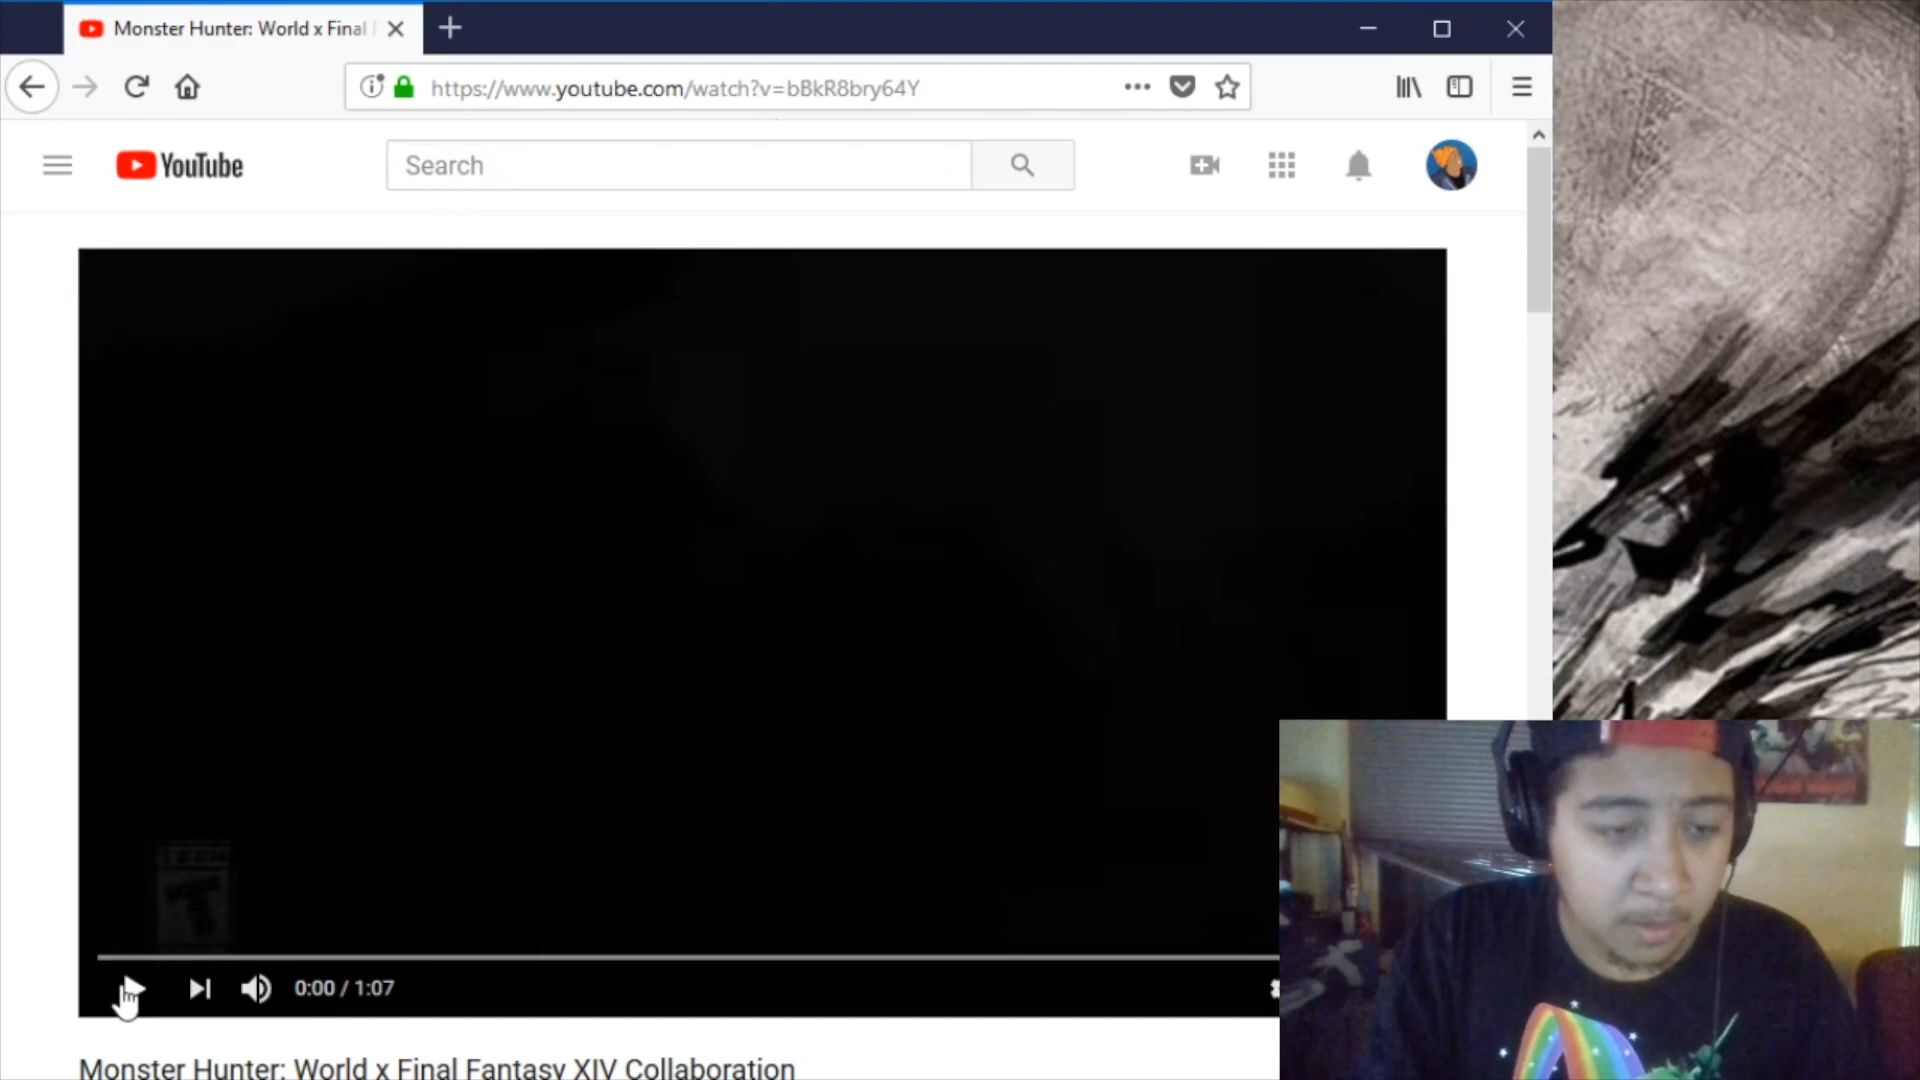 Monster Hunter: World x Final
https://www.youtube.com/watch?v=bBkR8bry64Y
YouTube
Search
0:00 / 1:07
Monster Hunter: World x Final Fantasy XIV Collaboration